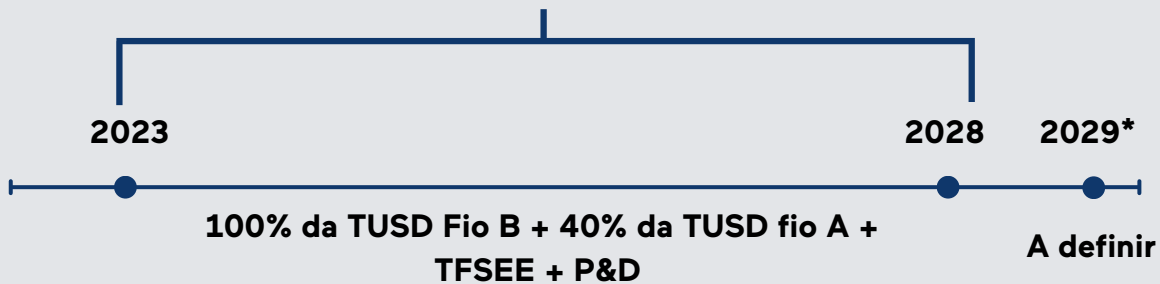 2023
2028
2029*
100% da TUSD Fio B + 40% da TUSD fio A +
TFSEE + P&D
A definir